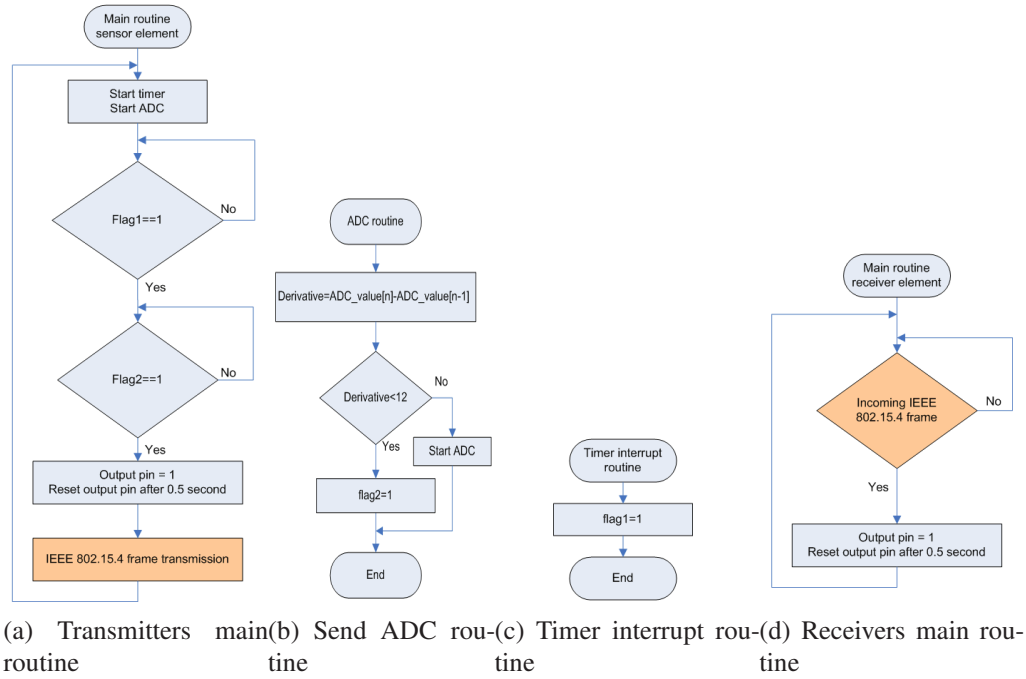 Main routine
sensor element
Start timer
Start ADC
Flag1==1
No
Yes
Flag2==1
No
Yes
Output pin = 1
Reset output pin after 0.5 second
IEEE 802.15.4 frame transmission
ADC routine
Derivative=ADC_value[n]-ADC_value[n-1]
Derivative<12
No
Yes
Start ADC
flag2=1
End
Timer interrupt
routine
flag1=1
End
Main routine
receiver element
Incoming IEEE
802.15.4 frame
No
Yes
Output pin = 1
Reset output pin after 0.5 second
(a) Transmitters main
routine
(b) Send ADC rou-
tine
(c) Timer interrupt rou-
tine
(d) Receivers main rou-
tine